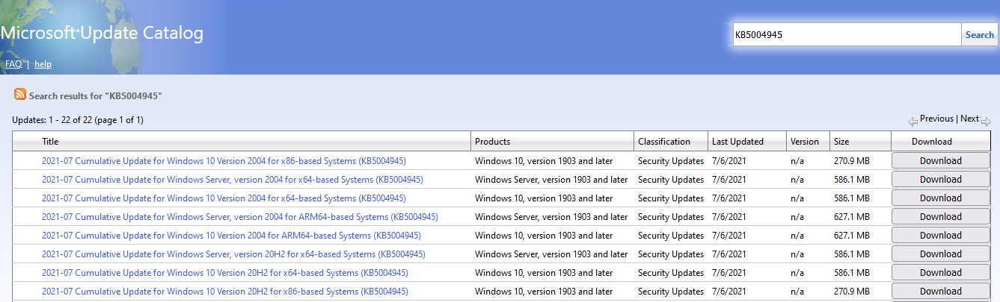 Microsoft® Update Catalog
KB5004945 Search
FAQ | help
Search results for "KB5004945"
Updates: 1 - 22 of 22 (page 1 of 1) Previous | Next
Title Products Classification Last Updated Version Size Download
2021-07 Cumulative Update for Windows 10 Version 2004 for x86-based Systems (KB5004945) Windows 10, version 1903 and later Security Updates 7/6/2021 n/a 270.9 MB Download
2021-07 Cumulative Update for Windows Server, version 2004 for x64-based Systems (KB5004945) Windows Server, version 1903 and later Security Updates 7/6/2021 n/a 586.1 MB Download
2021-07 Cumulative Update for Windows 10 Version 2004 for x64-based Systems (KB5004945) Windows 10, version 1903 and later Security Updates 7/6/2021 n/a 586.1 MB Download
2021-07 Cumulative Update for Windows Server, version 2004 for ARM64-based Systems (KB5004945) Windows Server, version 1903 and later Security Updates 7/6/2021 n/a 627.1 MB Download
2021-07 Cumulative Update for Windows 10 Version 2004 for ARM64-based Systems (KB5004945) Windows 10, version 1903 and later Security Updates 7/6/2021 n/a 627.1 MB Download
2021-07 Cumulative Update for Windows Server, version 20H2 for x64-based Systems (KB5004945) Windows Server, version 1903 and later Security Updates 7/6/2021 n/a 586.1 MB Download
2021-07 Cumulative Update for Windows 10 Version 20H2 for x64-based Systems (KB5004945) Windows 10, version 1903 and later Security Updates 7/6/2021 n/a 586.1 MB Download
2021-07 Cumulative Update for Windows 10 Version 20H2 for x86-based Systems (KB5004945) Windows 10, version 1903 and later Security Updates 7/6/2021 n/a 270.9 MB Download